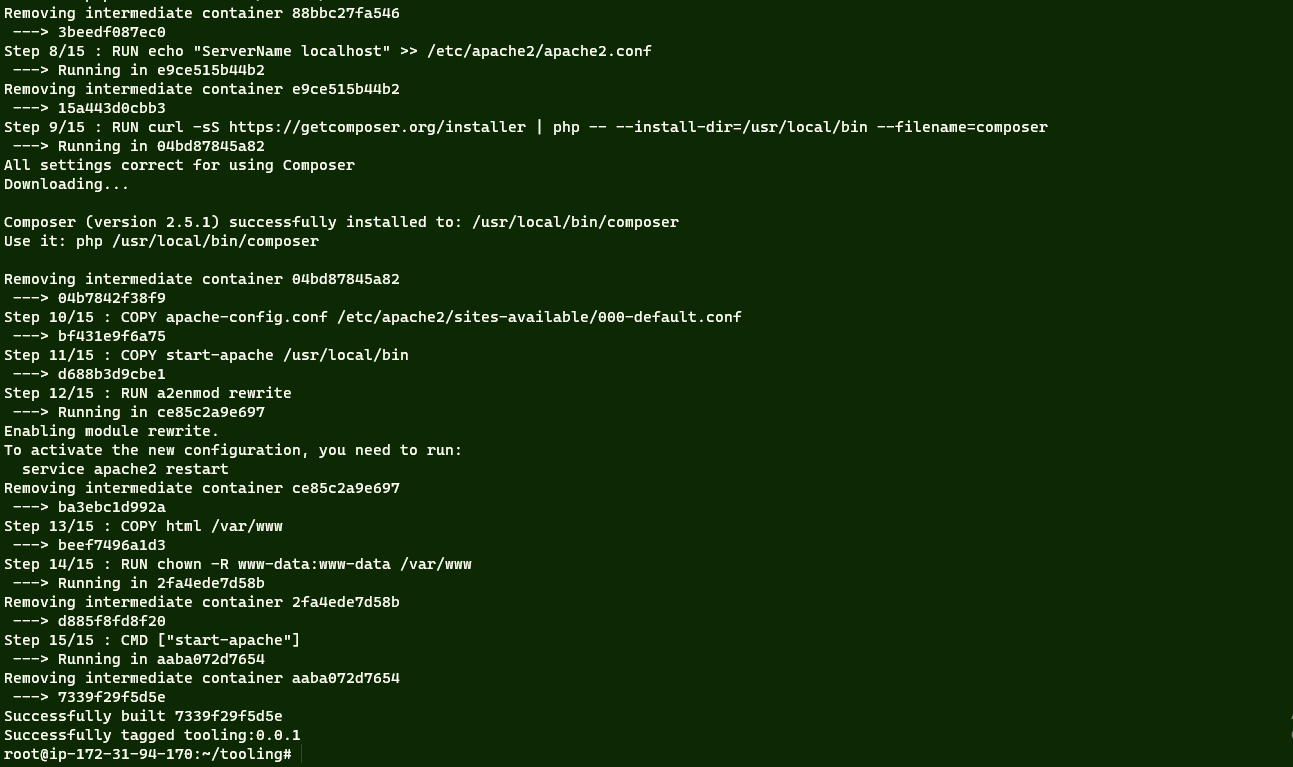 Removing intermediate container 88bbc27fa546
 ---> 3beedf087ec0
Step 8/15 : RUN echo "ServerName localhost" >> /etc/apache2/apache2.conf
 ---> Running in e9ce515b44b2
Removing intermediate container e9ce515b44b2
 ---> 15a443d0cbb3
Step 9/15 : RUN curl -sS https://getcomposer.org/installer | php -- --install-dir=/usr/local/bin --filename=composer
 ---> Running in 04bd87845a82
All settings correct for using Composer
Downloading...

Composer (version 2.5.1) successfully installed to: /usr/local/bin/composer
Use it: php /usr/local/bin/composer

Removing intermediate container 04bd87845a82
 ---> 04b7842f38f9
Step 10/15 : COPY apache-config.conf /etc/apache2/sites-available/000-default.conf
 ---> bf431e9f6a75
Step 11/15 : COPY start-apache /usr/local/bin
 ---> d688b3d9cbe1
Step 12/15 : RUN a2enmod rewrite
 ---> Running in ce85c2a9e697
Enabling module rewrite.
To activate the new configuration, you need to run:
  service apache2 restart
Removing intermediate container ce85c2a9e697
 ---> ba3ebc1d992a
Step 13/15 : COPY html /var/www
 ---> beef7496a1d3
Step 14/15 : RUN chown -R www-data:www-data /var/www
 ---> Running in 2fa4ede7d58b
Removing intermediate container 2fa4ede7d58b
 ---> d885f8fd8f20
Step 15/15 : CMD ["start-apache"]
 ---> Running in aaba072d7654
Removing intermediate container aaba072d7654
 ---> 7339f29f5d5e
Successfully built 7339f29f5d5e
Successfully tagged tooling:0.0.1
root@ip-172-31-94-170:~/tooling#